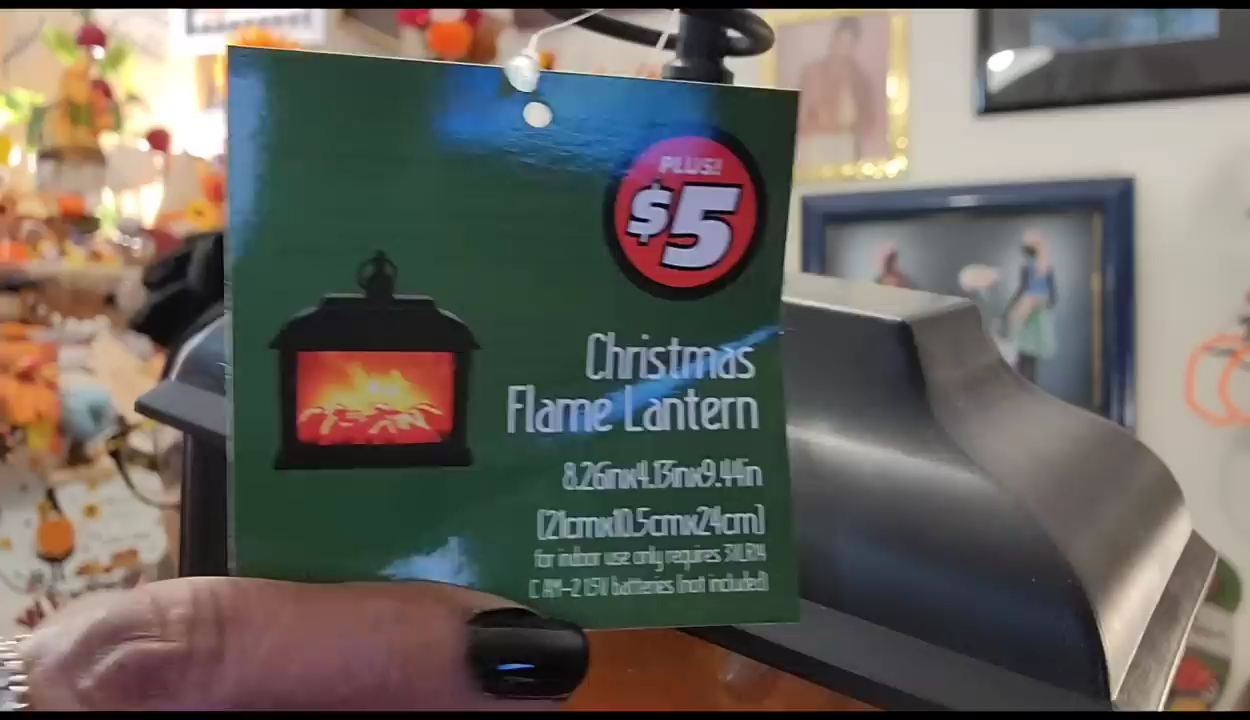 PLUS!
$5
Christmas
Flame Lantern
8.26inx4.13inx9.44in
(21cmx10.5cmx24cm)
for indoor use only requires 3XLR14
C AM-2 1.5V batteries (not included)